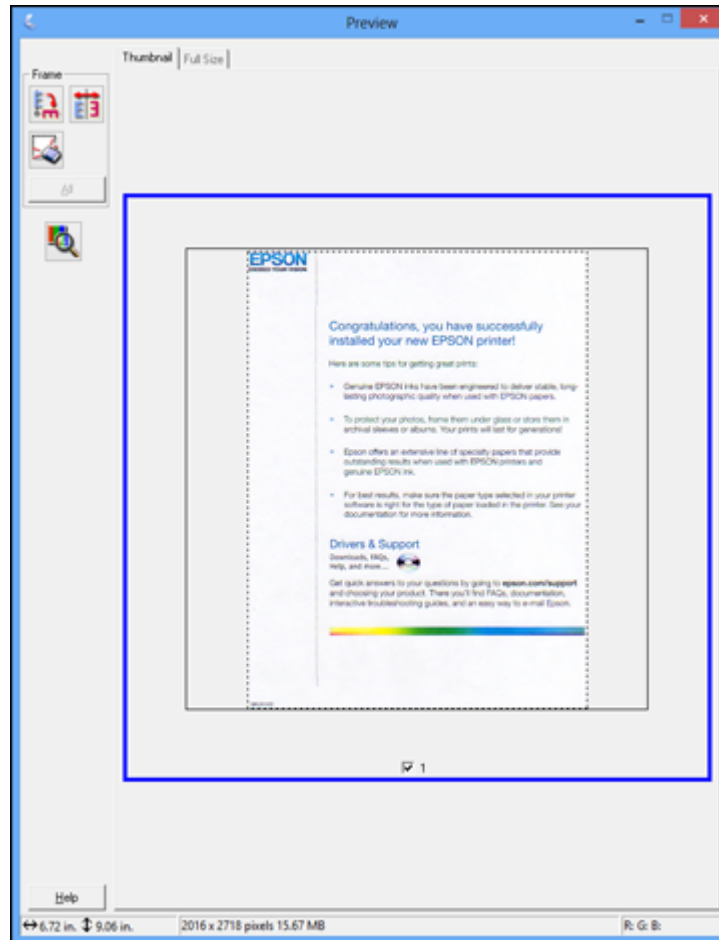 Preview
Thumbnail
Full Size
Frame
All
EPSON
EXCEED YOUR VISION
Congratulations, you have successfully
installed your new EPSON printer!
Here are some tips for getting great prints:
Genuine EPSON inks have been engineered to deliver stable, long-
lasting photographic quality when used with EPSON papers.
To protect your photos, frame them under glass or store them in
archival sleeves or albums. Your prints will last for generations!
Epson offers an extensive line of specialty papers that provide
outstanding results when used with EPSON printers and
genuine EPSON ink.
For best results, make sure the paper type selected in your printer
software is right for the type of paper loaded in the printer. See your
documentation for more information.
Drivers & Support
Downloads, FAQs,
Help, and more....
Get quick answers to your questions by going to epson.com/support
and choosing your product. There you'll find FAQs, documentation,
interactive troubleshooting guides, and an easy way to e-mail Epson.
1
Help
6.72 in. 9.06 in. 2016 x 2718 pixels 15.67 MB R: G: B: